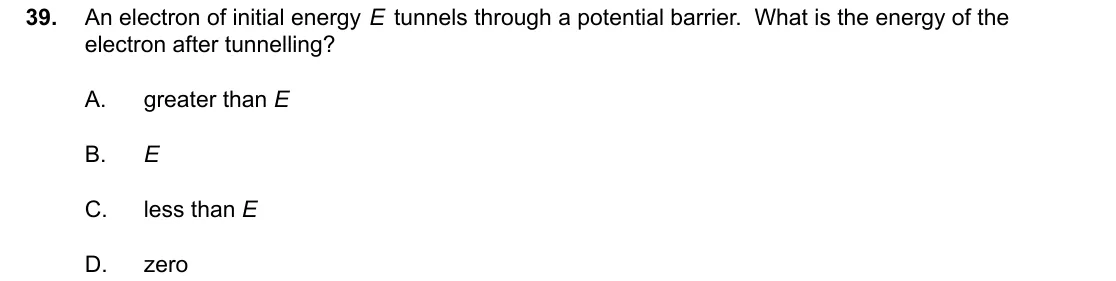 39. An electron of initial energy E tunnels through a potential barrier. What is the energy of the
electron after tunnelling?
A. greater than E
B. E
C. less than E
D. zero